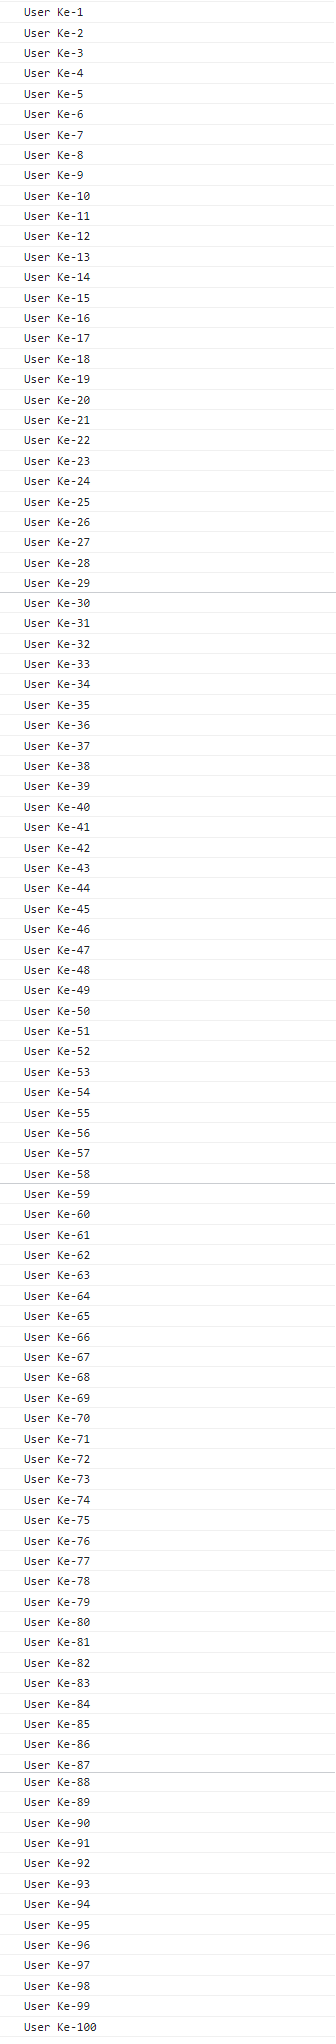 User Ke-1
User Ke-2
User Ke-3
User Ke-4
User Ke-5
User Ke-6
User Ke-7
User Ke-8
User Ke-9
User Ke-10
User Ke-11
User Ke-12
User Ke-13
User Ke-14
User Ke-15
User Ke-16
User Ke-17
User Ke-18
User Ke-19
User Ke-20
User Ke-21
User Ke-22
User Ke-23
User Ke-24
User Ke-25
User Ke-26
User Ke-27
User Ke-28
User Ke-29
User Ke-30
User Ke-31
User Ke-32
User Ke-33
User Ke-34
User Ke-35
User Ke-36
User Ke-37
User Ke-38
User Ke-39
User Ke-40
User Ke-41
User Ke-42
User Ke-43
User Ke-44
User Ke-45
User Ke-46
User Ke-47
User Ke-48
User Ke-49
User Ke-50
User Ke-51
User Ke-52
User Ke-53
User Ke-54
User Ke-55
User Ke-56
User Ke-57
User Ke-58
User Ke-59
User Ke-60
User Ke-61
User Ke-62
User Ke-63
User Ke-64
User Ke-65
User Ke-66
User Ke-67
User Ke-68
User Ke-69
User Ke-70
User Ke-71
User Ke-72
User Ke-73
User Ke-74
User Ke-75
User Ke-76
User Ke-77
User Ke-78
User Ke-79
User Ke-80
User Ke-81
User Ke-82
User Ke-83
User Ke-84
User Ke-85
User Ke-86
User Ke-87
User Ke-88
User Ke-89
User Ke-90
User Ke-91
User Ke-92
User Ke-93
User Ke-94
User Ke-95
User Ke-96
User Ke-97
User Ke-98
User Ke-99
User Ke-100